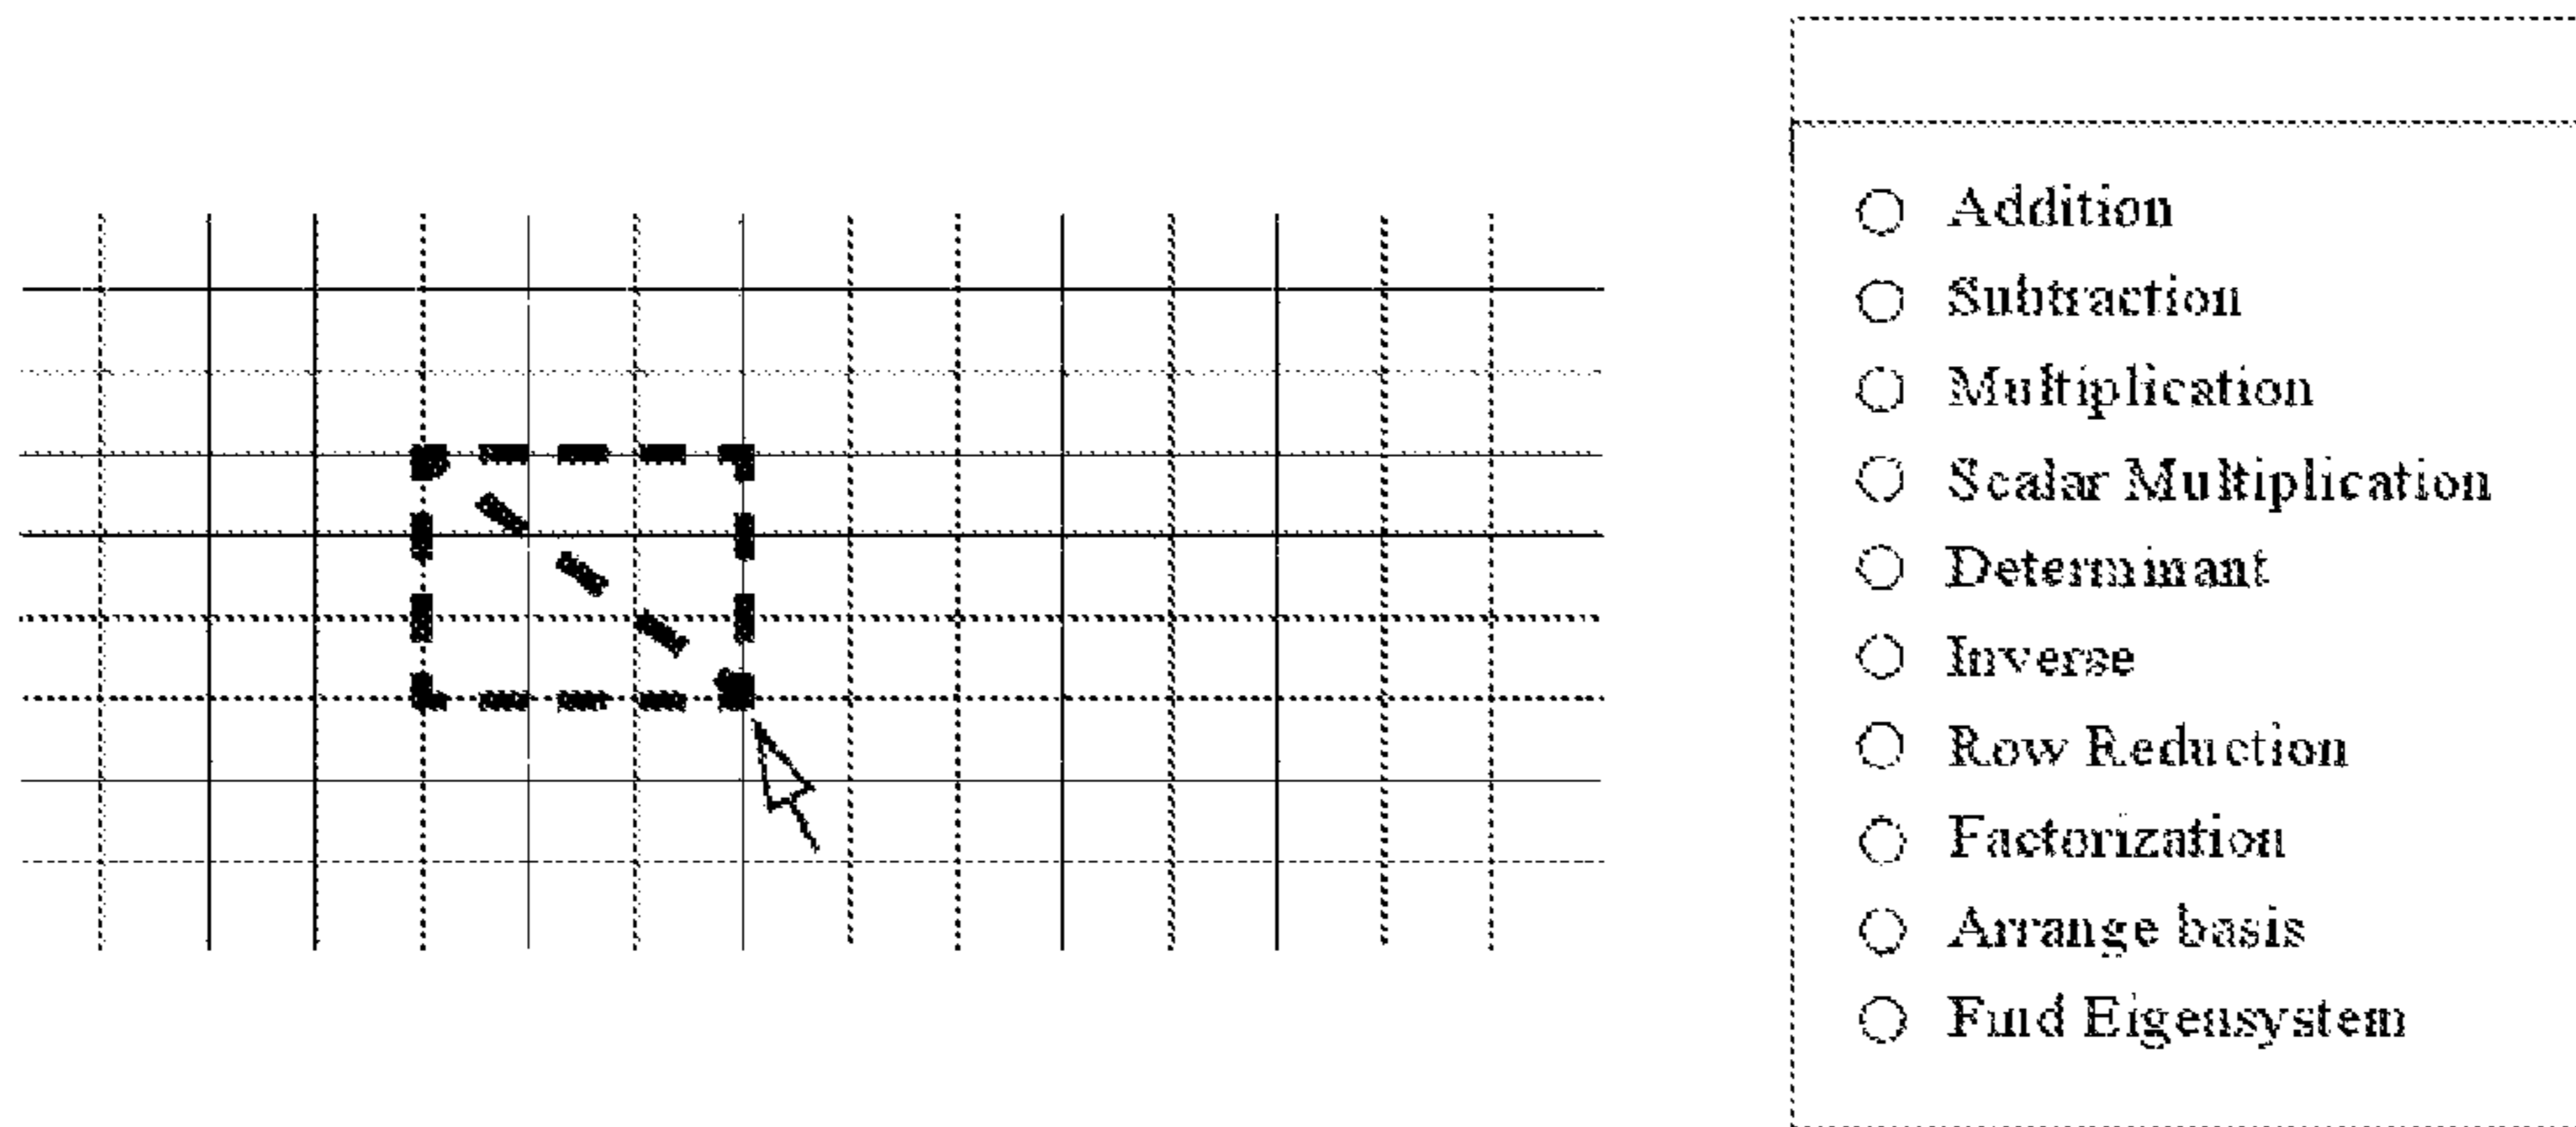 Addition
Subtraction
Multiplication
Scalar Multiplication
Determinant
Inverse
Row Reduction
Factorization
Arrange basis
Find Eigensystem